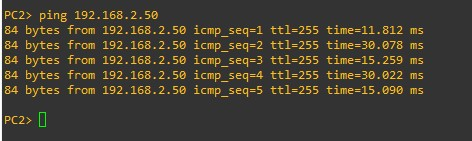 PC2> ping 192.168.2.50
84 bytes from 192.168.2.50 icmp_seq=1 ttl=255 time=11.812 ms
84 bytes from 192.168.2.50 icmp_seq=2 ttl=255 time=30.078 ms
84 bytes from 192.168.2.50 icmp_seq=3 ttl=255 time=15.259 ms
84 bytes from 192.168.2.50 icmp_seq=4 ttl=255 time=30.022 ms
84 bytes from 192.168.2.50 icmp_seq=5 ttl=255 time=15.090 ms
PC2>